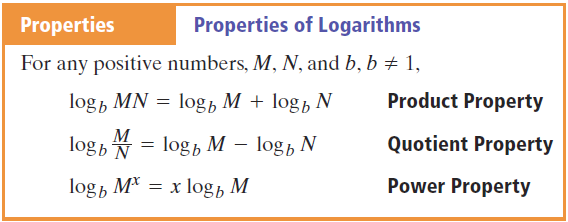 Properties Properties of Logarithms
For any positive numbers, M, N, and b, b ≠ 1,
log_b MN = log_b M + log_b N Product Property
log_b M/N = log_b M − log_b N Quotient Property
log_b M^x = x log_b M Power Property